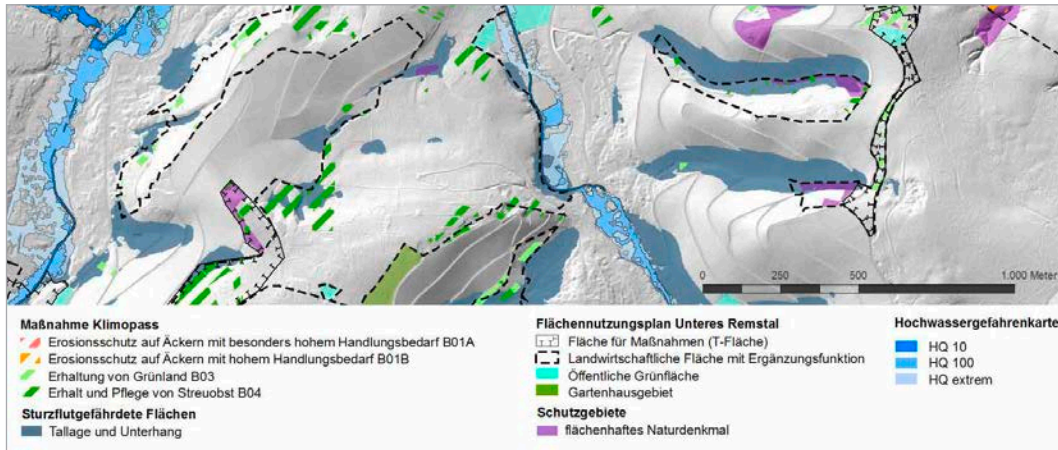 0 250 500 1.000 Meter
Maßnahme Klimopass
Erosionsschutz auf Äckern mit besonders hohem Handlungsbedarf B01A
Erosionsschutz auf Äckern mit hohem Handlungsbedarf B01B
Erhaltung von Grünland B03
Erhalt und Pflege von Streuobst B04
Sturzflutgefährdete Flächen
Tallage und Unterhang
Flächennutzungsplan Unteres Remstal
Fläche für Maßnahmen (T-Fläche)
Landwirtschaftliche Fläche mit Ergänzungsfunktion
Öffentliche Grünfläche
Gartenhausgebiet
Schutzgebiete
flächenhaftes Naturdenkmal
Hochwassergefahrenkarte
HQ 10
HQ 100
HQ extrem